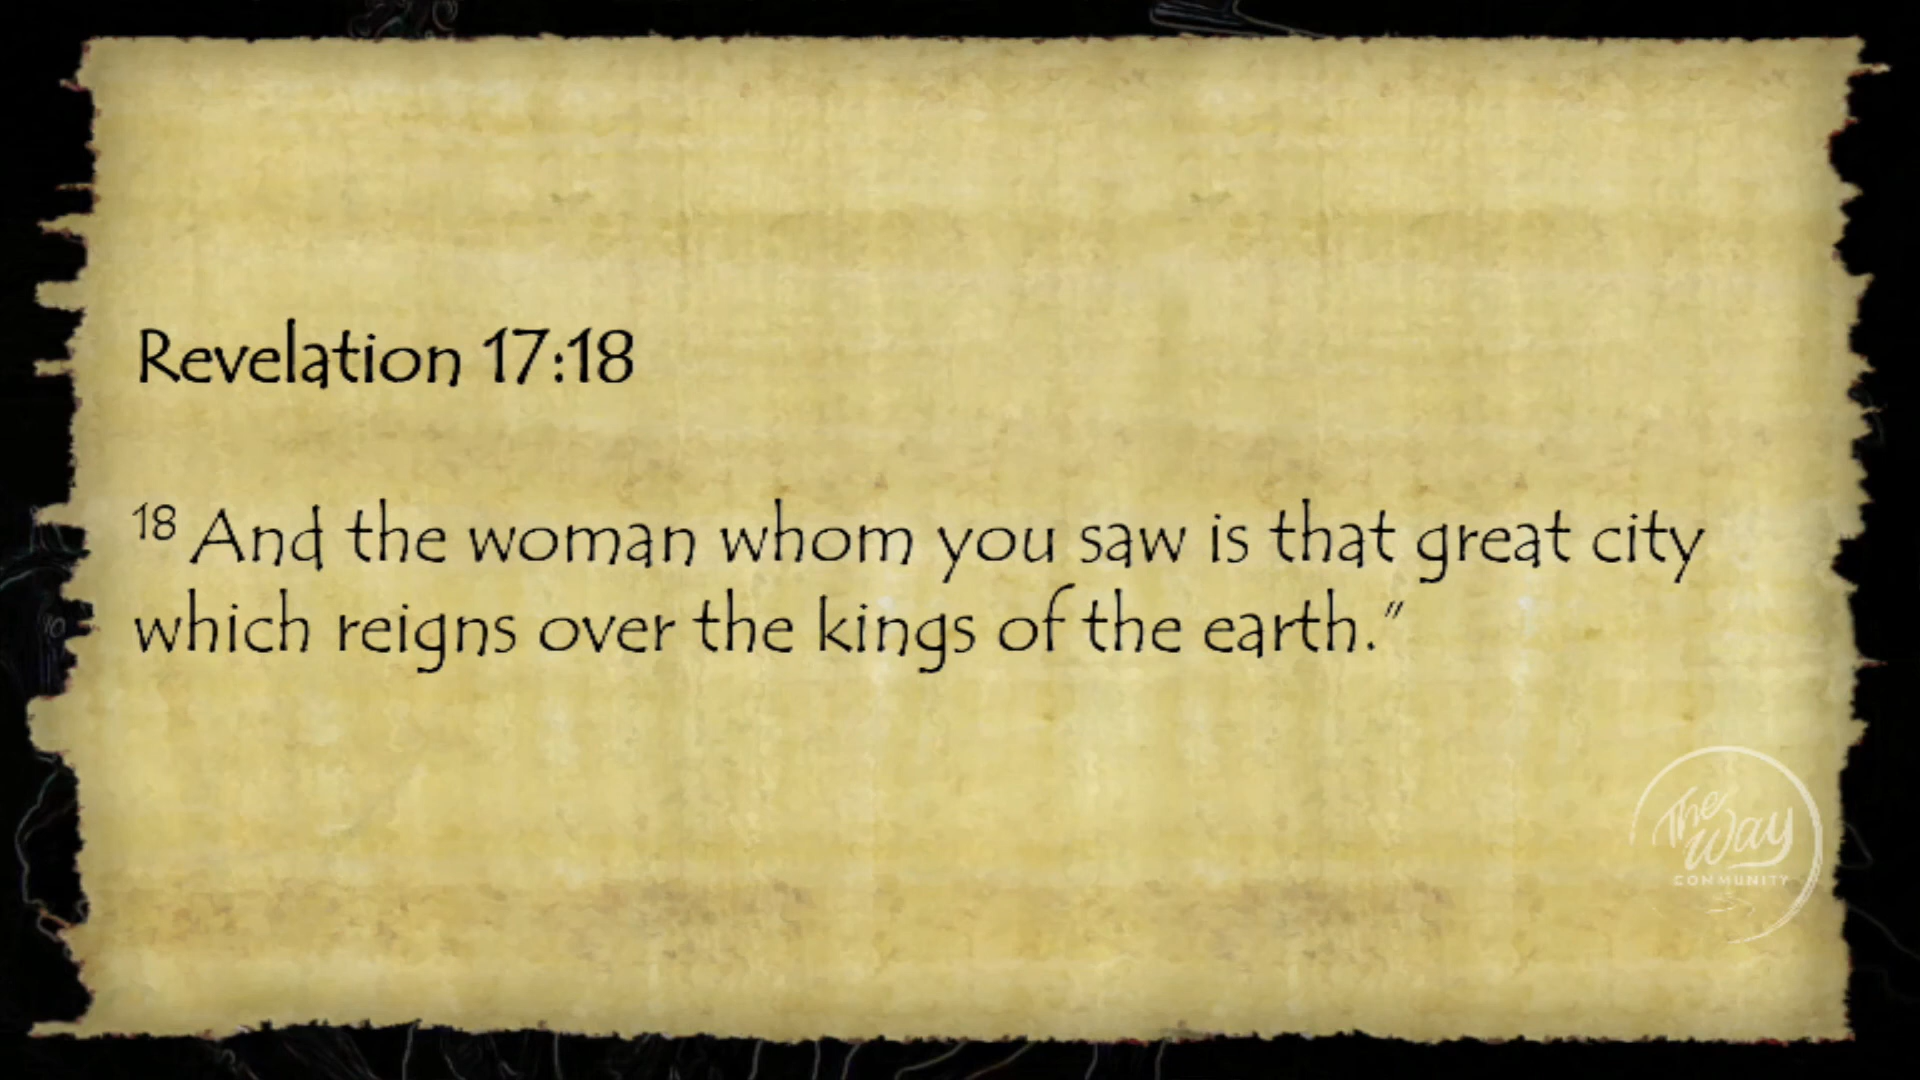 Revelation 17:18
18 And the woman whom you saw is that great city
which reigns over the kings of the earth.”
The
Way
COMMUNITY